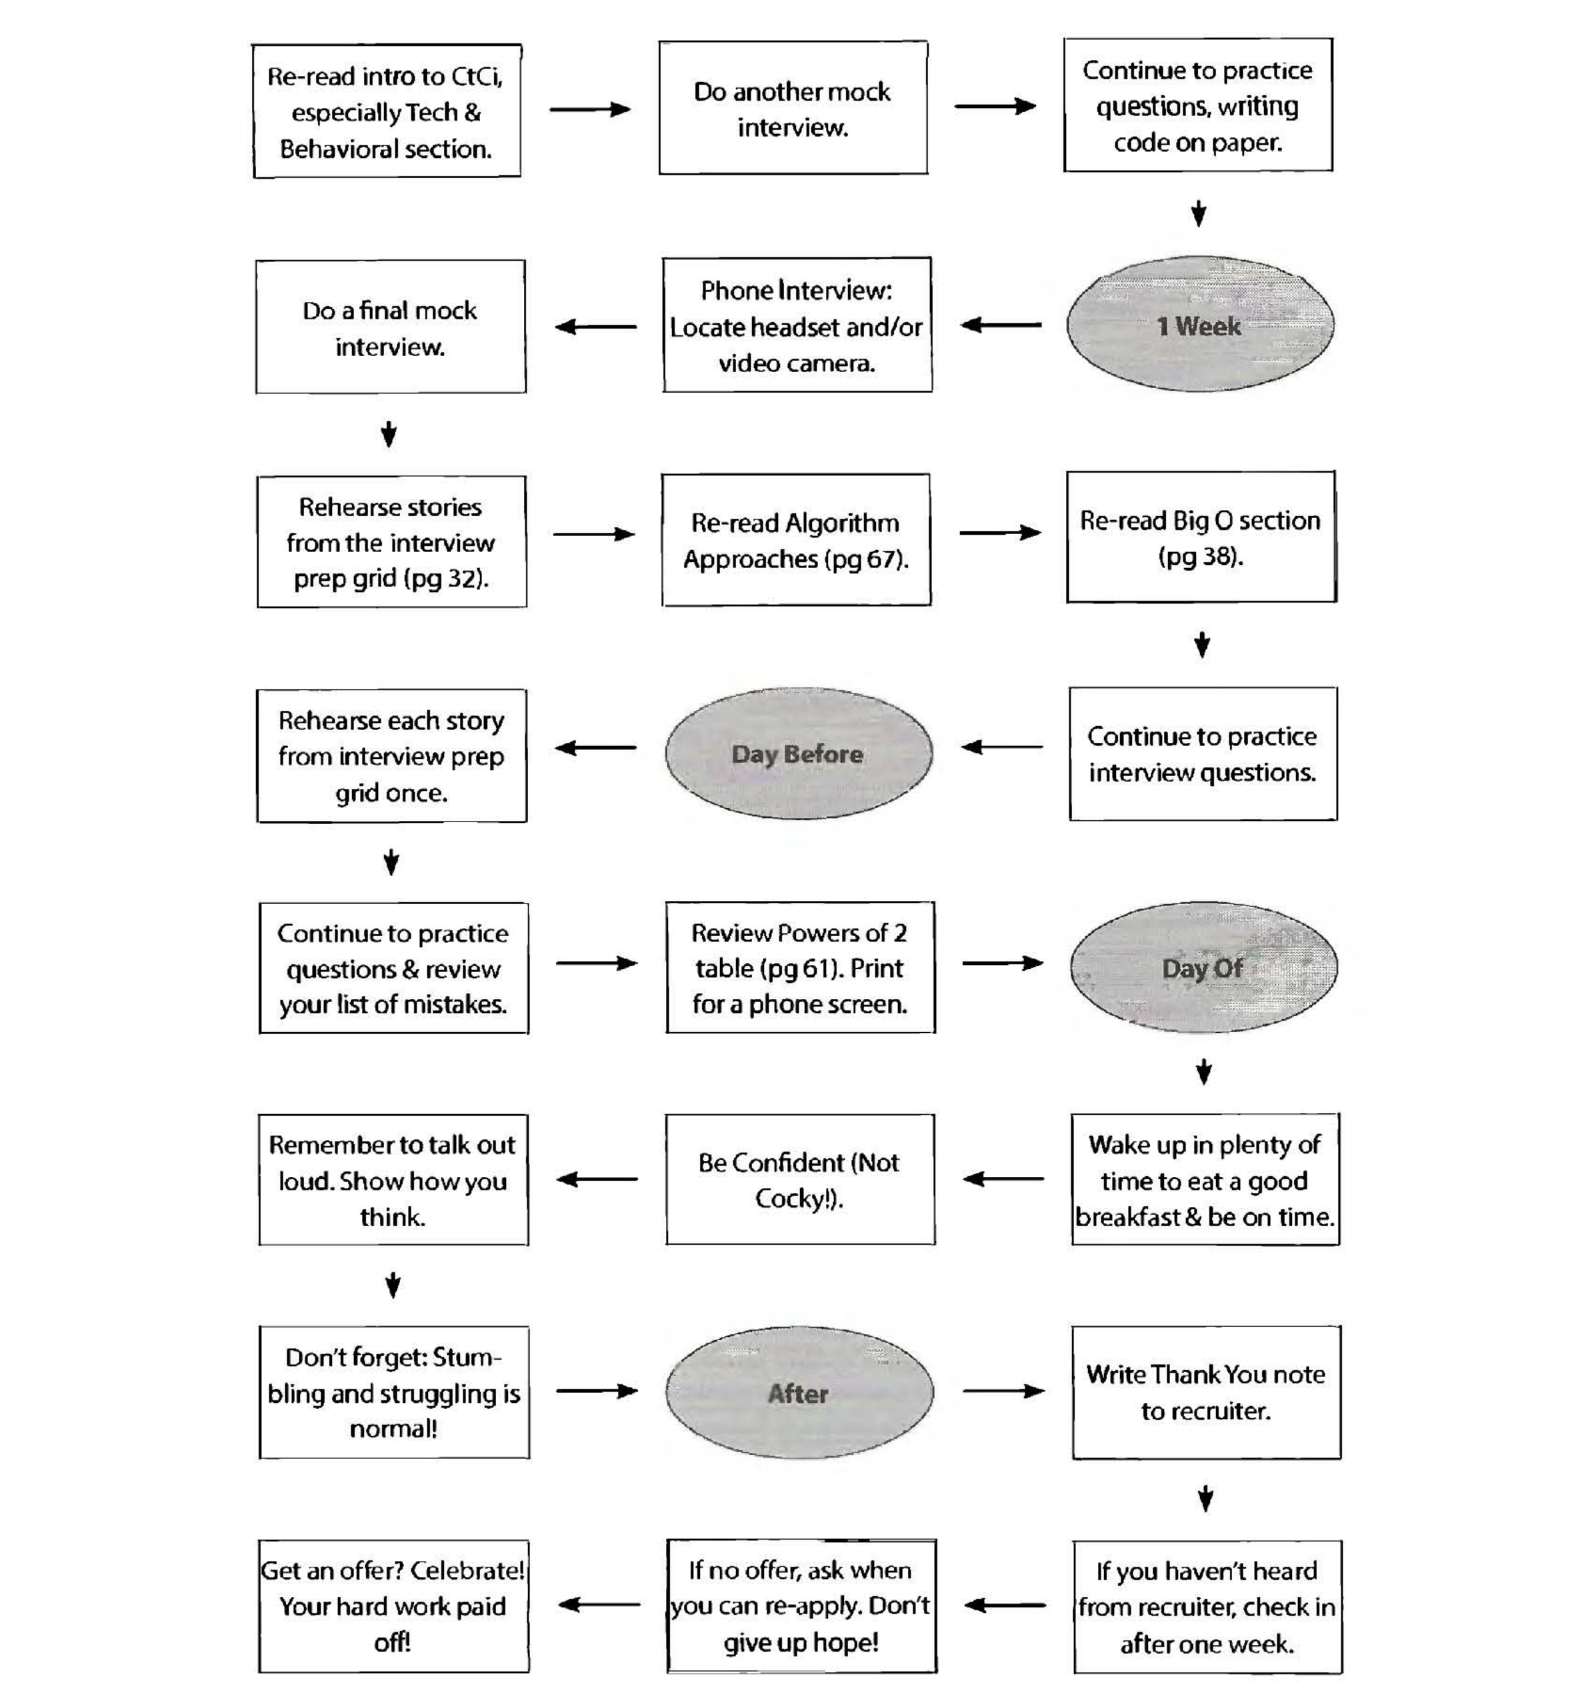 Re-read intro to CtCi,
especially Tech &
Behavioral section.
Do another mock
interview.
Continue to practice
questions, writing
code on paper.
1 Week
Phone Interview:
Locate headset and/or
video camera.
Do a final mock
interview.
Rehearse stories
from the interview
prep grid (pg 32).
Re-read Algorithm
Approaches (pg 67).
Re-read Big O section
(pg 38).
Continue to practice
interview questions.
Day Before
Rehearse each story
from interview prep
grid once.
Continue to practice
questions & review
your list of mistakes.
Review Powers of 2
table (pg 61). Print
for a phone screen.
Day Of
Wake up in plenty of
time to eat a good
breakfast & be on time.
Be Confident (Not
Cocky!).
Remember to talk out
loud. Show how you
think.
Don't forget: Stum-
bling and struggling is
normal!
After
Write Thank You note
to recruiter.
If you haven't heard
from recruiter, check in
after one week.
If no offer, ask when
you can re-apply. Don't
give up hope!
Get an offer? Celebrate!
Your hard work paid
off!